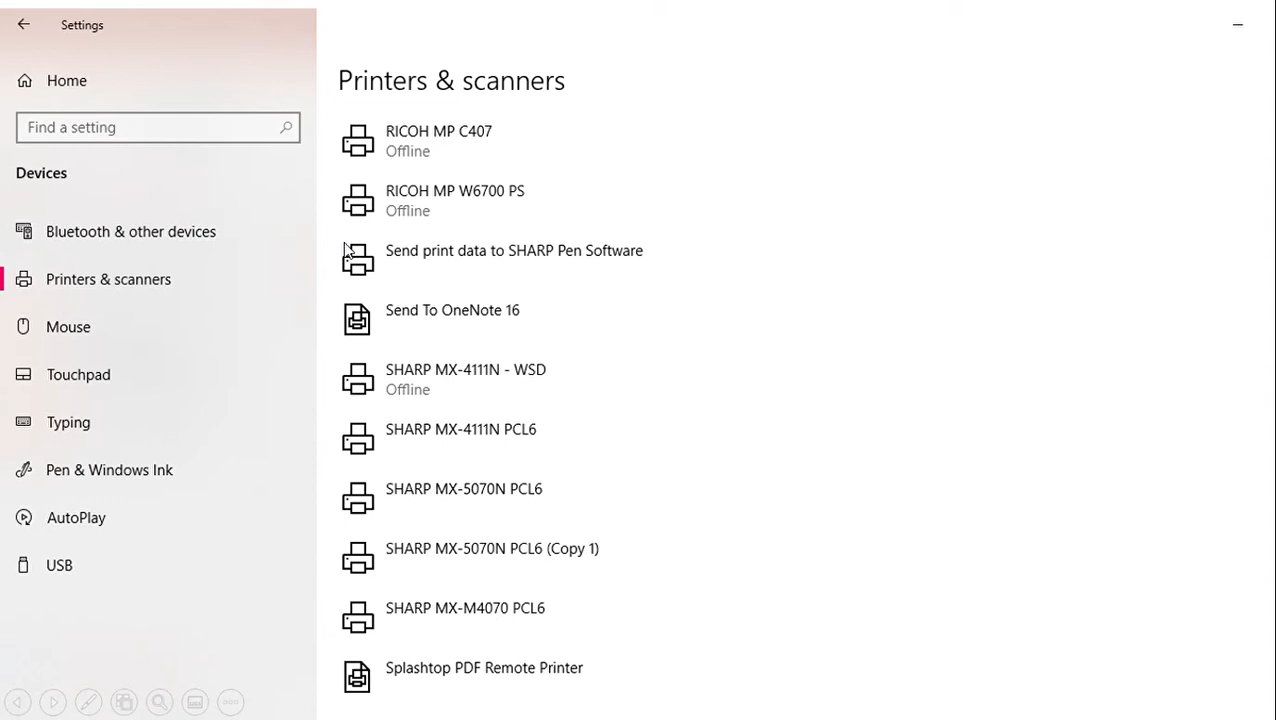 Settings
Home
Find a setting
Devices
Bluetooth & other devices
Printers & scanners
Mouse
Touchpad
Typing
Pen & Windows Ink
AutoPlay
USB
Printers & scanners
RICOH MP C407
Offline
RICOH MP W6700 PS
Offline
Send print data to SHARP Pen Software
Send To OneNote 16
SHARP MX-4111N - WSD
Offline
SHARP MX-4111N PCL6
SHARP MX-5070N PCL6
SHARP MX-5070N PCL6 (Copy 1)
SHARP MX-M4070 PCL6
Splashtop PDF Remote Printer